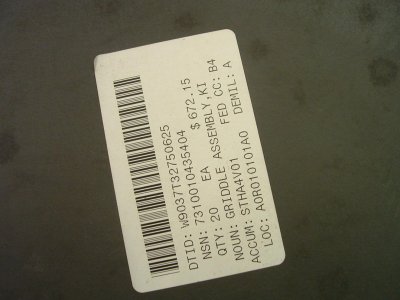 DTID: W9037T32750625
NSN: 7310010435404
QTY: 20 EA $ 672.15
NOUN: GRIDDLE ASSEMBLY,KI
ACCUM: STHA4V01 FED CC: B4
LOC: AOR010101A0 DEMIL: A